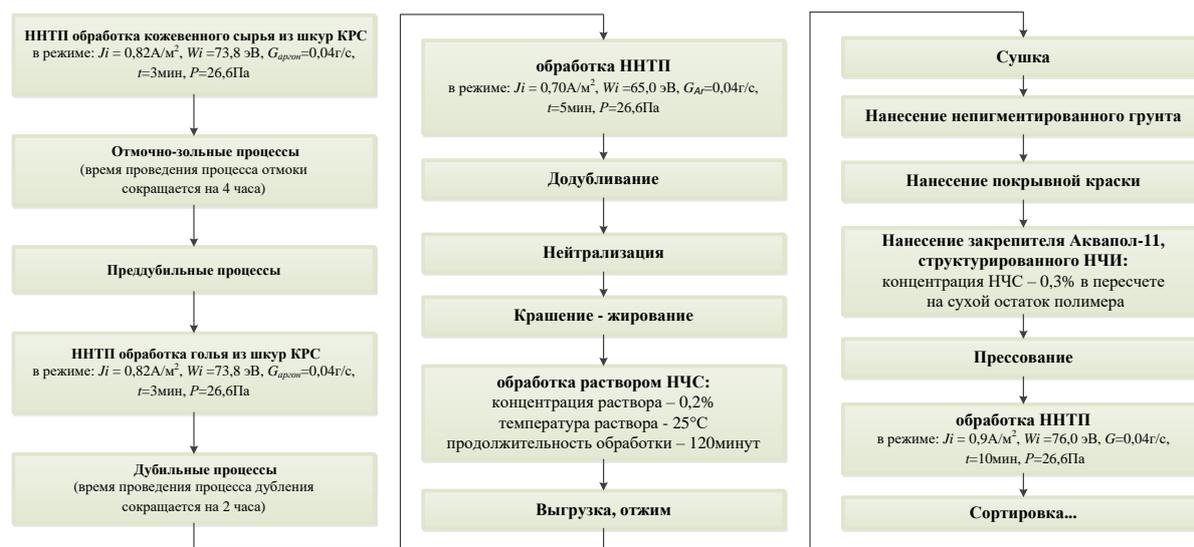 ННТП обработка кожевенного сырья из шкур КРС
в режиме: Ji = 0,82А/м², Wi =73,8 эВ, Gаргон=0,04г/с,
t=3мин, P=26,6Па
Отмочно-зольные процессы
(время проведения процесса отмоки
сокращается на 4 часа)
Преддубильные процессы
ННТП обработка голья из шкур КРС
в режиме: Ji = 0,82А/м², Wi =73,8 эВ, Gаргон=0,04г/с,
t=3мин, P=26,6Па
Дубильные процессы
(время проведения процесса дубления
сокращается на 2 часа)
обработка ННТП
в режиме: Ji = 0,70А/м², Wi =65,0 эВ, GAr=0,04г/с,
t=5мин, P=26,6Па
Додубливание
Нейтрализация
Крашение - жирование
обработка раствором НЧС:
концентрация раствора – 0,2%
температура раствора - 25°С
продолжительность обработки – 120минут
Выгрузка, отжим
Сушка
Нанесение непигментированного грунта
Нанесение покрывной краски
Нанесение закрепителя Аквапол-11,
структурированного НЧИ:
концентрация НЧС – 0,3% в пересчете
на сухой остаток полимера
Прессование
обработка ННТП
в режиме: Ji = 0,9А/м², Wi =76,0 эВ, G=0,04г/с,
t=10мин, P=26,6Па
Сортировка...